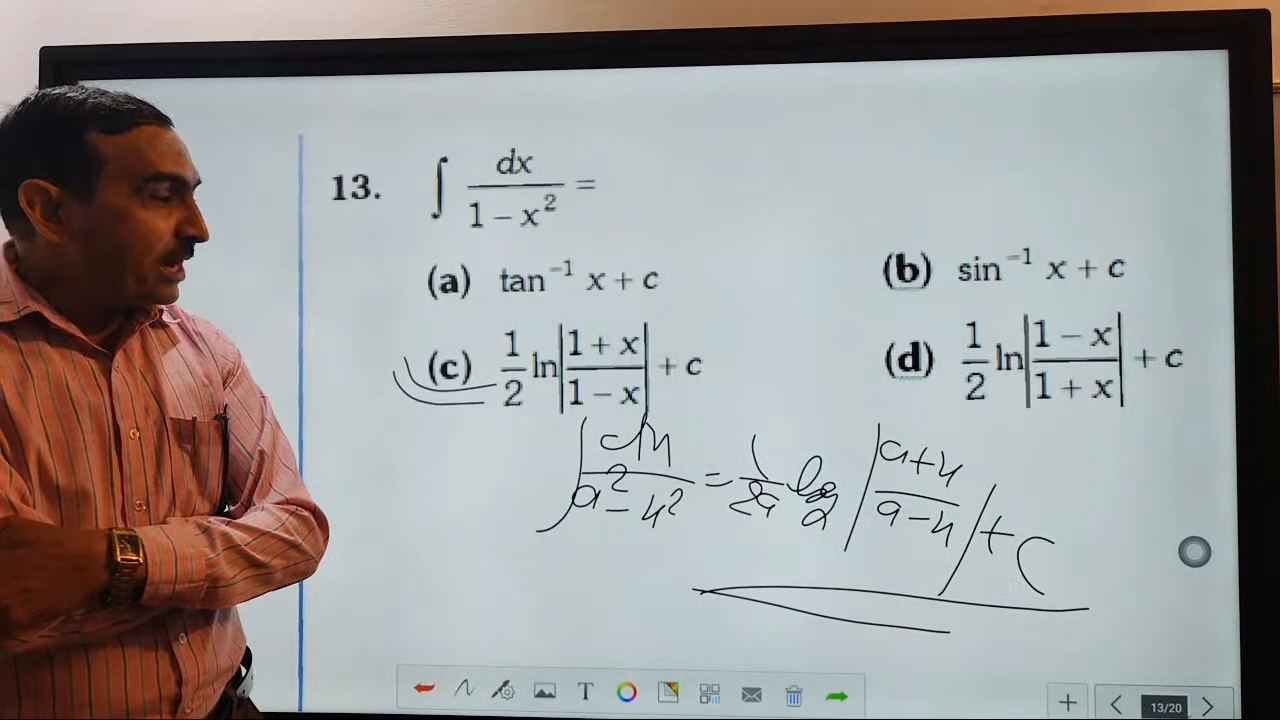 13. ∫ dx / (1 – x²) =
(a) tan⁻¹ x + c (b) sin⁻¹ x + c
(c) 1/2 ln |(1 + x)/(1 – x)| + c (d) 1/2 ln |(1 – x)/(1 + x)| + c
∫ dx / (a² – x²) = 1/2a log |(a+x)/(a–x)| + C
T
13/20